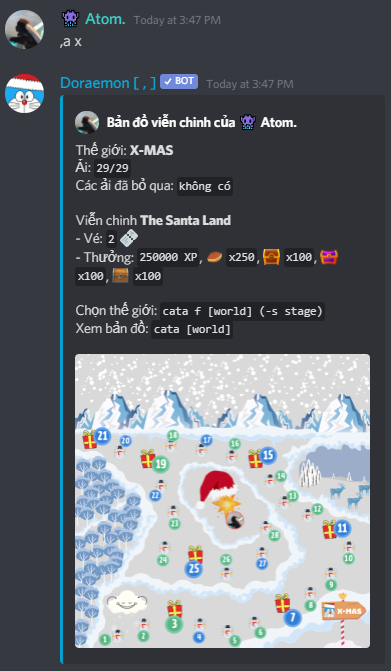 Atom. Today at 3:47 PM
,a x
Doraemon [ , ] ✓ BOT Today at 3:47 PM
Bản đồ viễn chinh của Atom.
Thế giới: X-MAS
Ải: 29/29
Các ải đã bỏ qua: không có
Viễn chinh The Santa Land
- Vé: 2
- Thưởng: 250000 XP, x250, x100,
x100, x100
Chọn thế giới: cata f [world] (-s stage)
Xem bản đồ: cata [world]
21 20 18 17 16 15
19 14
22 13
23 12
28 11
24 25 26 27 10
9
8 X-MAS
1 2 3 4 5 6 7